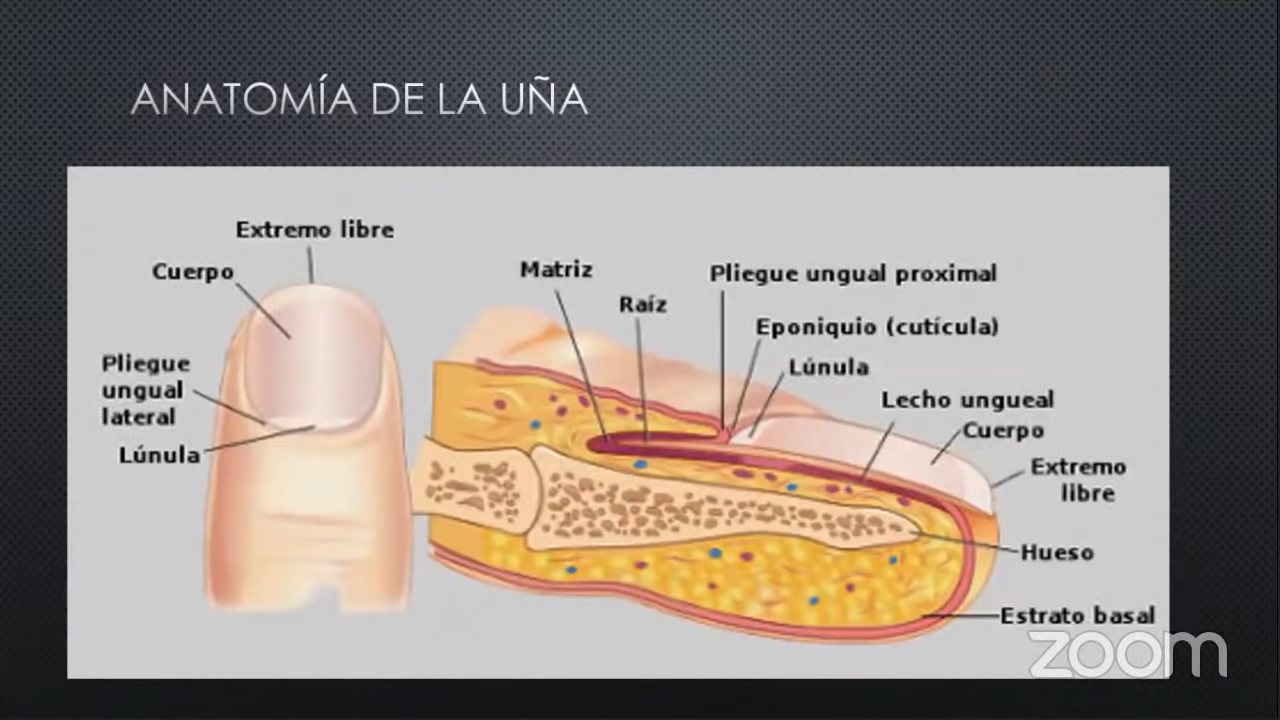 ANATOMÍA DE LA UÑA
Extremo libre
Cuerpo
Pliegue
ungual
lateral
Lúnula
Matriz
Raíz
Pliegue ungual proximal
Eponiquio (cutícula)
Lúnula
Lecho ungueal
Cuerpo
Extremo
libre
Hueso
Estrato basal
zoom